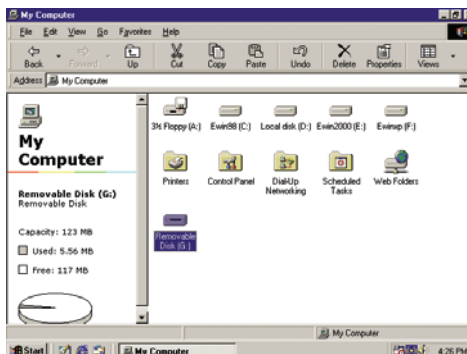 My Computer
File Edit View Go Favorites Help
Back Forward Up Cut Copy Paste Undo Delete Properties Views
Address My Computer
My
Computer
Removable Disk (G:)
Removable Disk
Capacity: 123 MB
Used: 5.56 MB
Free: 117 MB
3½ Floppy (A:) Ewin98 (C:) Local disk (D:) Ewin2000 (E:) Ewinxp (F:)
Printers Control Panel Dial-Up Scheduled Web Folders
Networking Tasks
Removable
Disk (G:)
My Computer
Start My Computer 4:26 PM